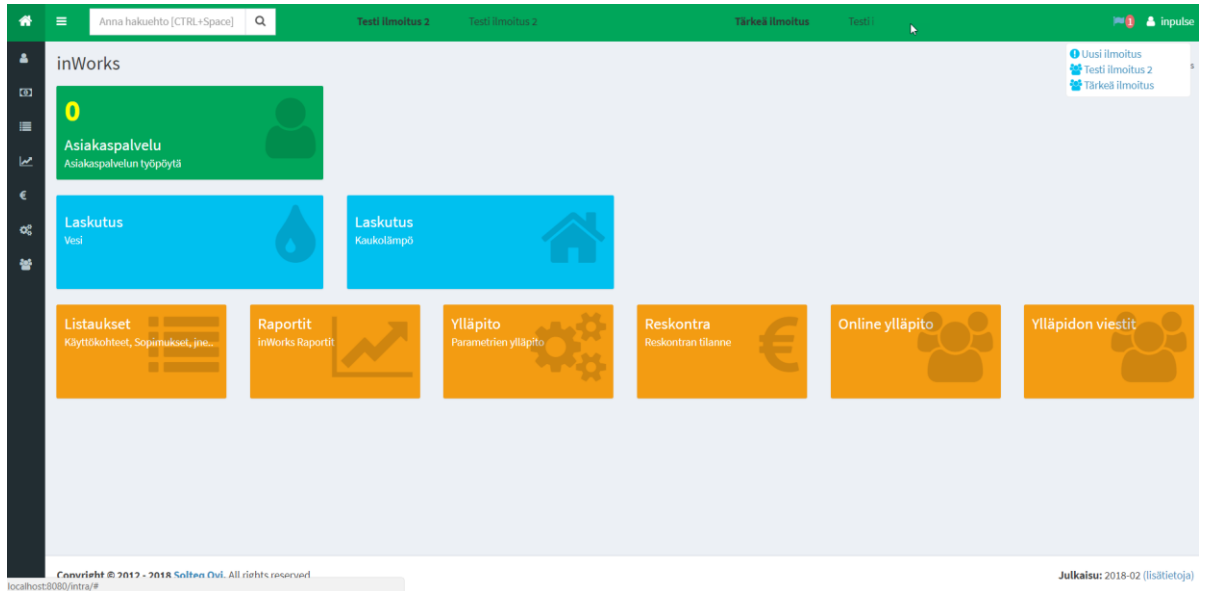 Anna hakuehto [CTRL+Space]
Testi ilmoitus 2
Testi ilmoitus 2
Tärkeä ilmoitus
Testi
1
inpulse
inWorks
Uusi ilmoitus
Testi ilmoitus 2
Tärkeä ilmoitus
s
0
Asiakaspalvelu
Asiakaspalvelun työpöytä
Laskutus
Vesi
Laskutus
Kaukolämpö
Listaukset
Käyttökohteet, Sopimukset, jne..
Raportit
inWorks Raportit
Ylläpito
Parametrien ylläpito
Reskontra
Reskontran tilanne
€
Online ylläpito
Ylläpidon viestit
Copyright © 2012 - 2018 Solteq Oyj. All rights reserved
Julkaisu: 2018-02 (lisätietoja)
localhost:8080/intra/#